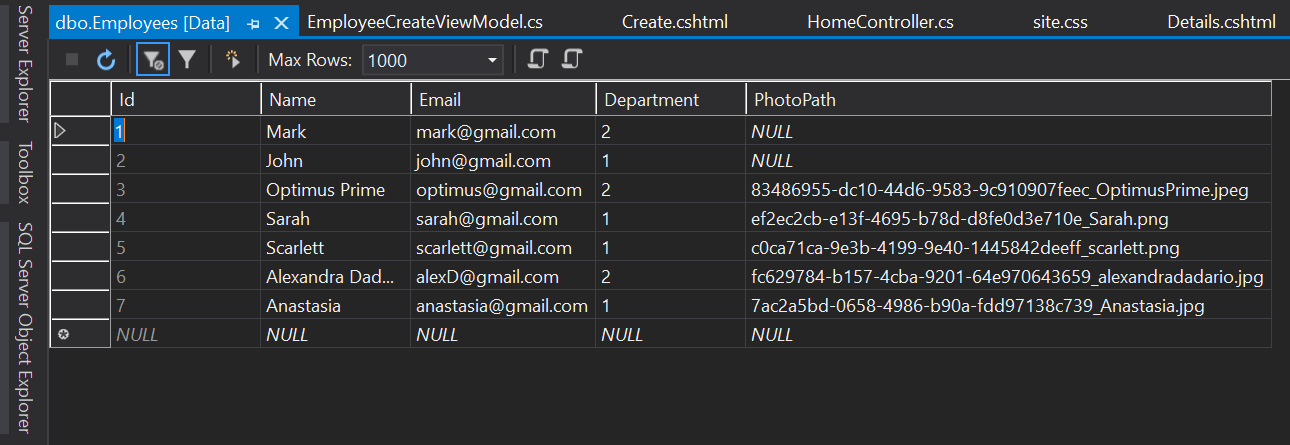 dbo.Employees [Data] EmployeeCreateViewModel.cs Create.cshtml HomeController.cs site.css Details.cshtml
Max Rows: 1000
Server Explorer
Toolbox
SQL Server Object Explorer
Id Name Email Department PhotoPath
1 Mark mark@gmail.com 2 NULL
2 John john@gmail.com 1 NULL
3 Optimus Prime optimus@gmail.com 2 83486955-dc10-44d6-9583-9c910907feec_OptimusPrime.jpeg
4 Sarah sarah@gmail.com 1 ef2ec2cb-e13f-4695-b78d-d8fe0d3e710e_Sarah.png
5 Scarlett scarlett@gmail.com 1 c0ca71ca-9e3b-4199-9e40-1445842deeff_scarlett.png
6 Alexandra Dad... alexD@gmail.com 2 fc629784-b157-4cba-9201-64e970643659_alexandradadario.jpg
7 Anastasia anastasia@gmail.com 1 7ac2a5bd-0658-4986-b90a-fdd97138c739_Anastasia.jpg
NULL NULL NULL NULL NULL